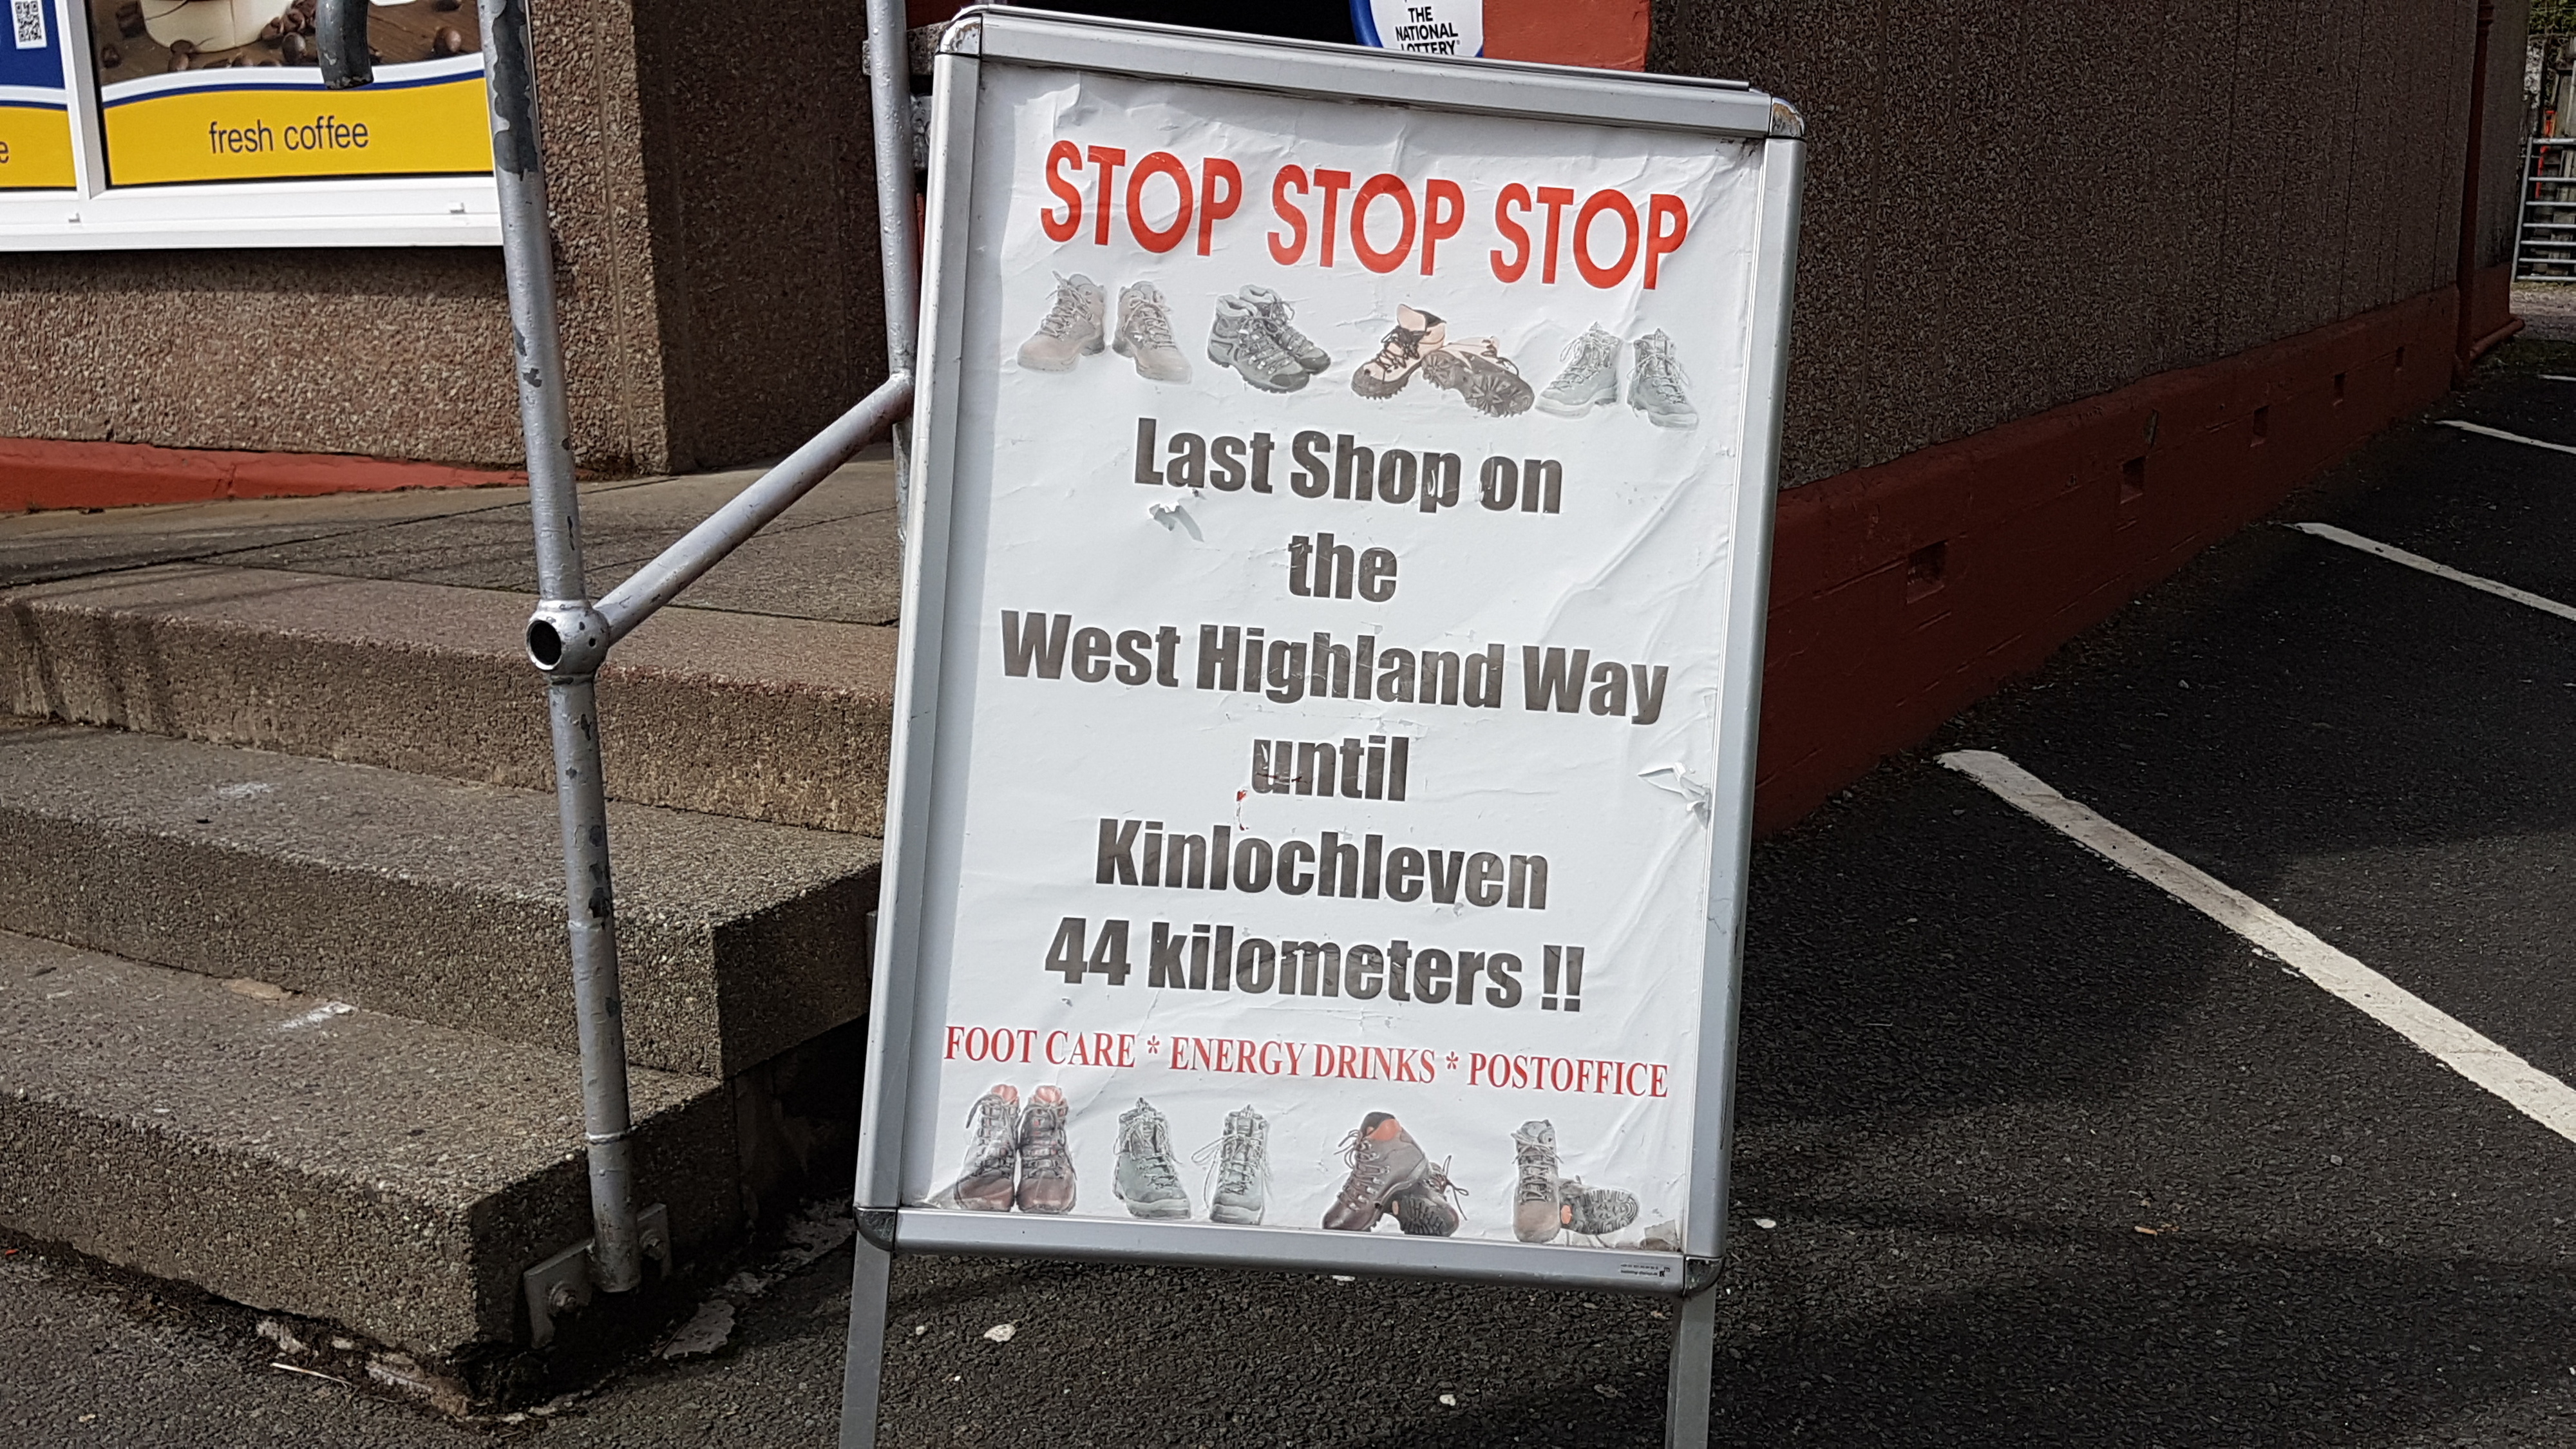 THE
NATIONAL
LOTTERY
fresh coffee
e
STOP STOP STOP
Last Shop on
the
West Highland Way
until
Kinlochleven
44 kilometers !!
FOOT CARE * ENERGY DRINKS * POSTOFFICE